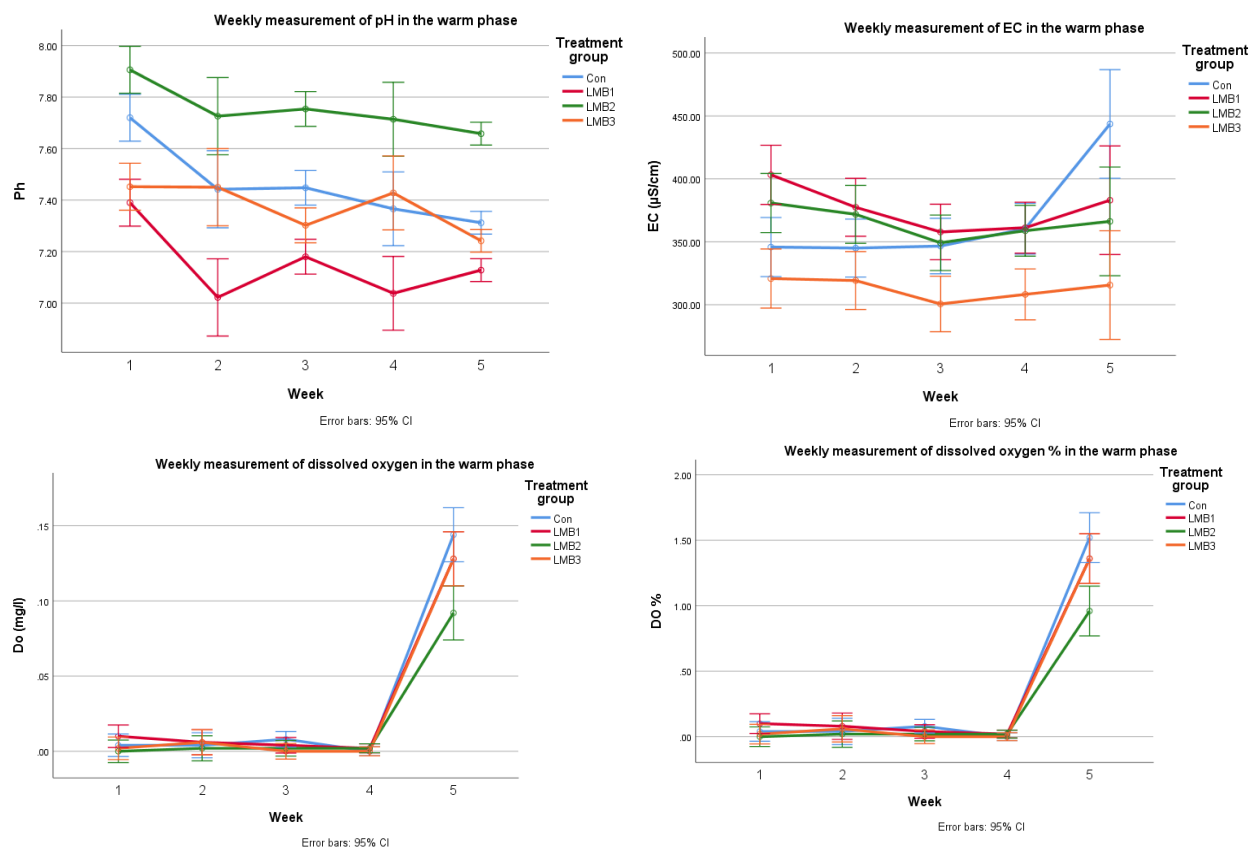 Weekly measurement of pH in the warm phase
8.00
7.80
7.60
7.40
7.20
7.00
Ph
1 2 3 4 5
Week
Error bars: 95% CI
Treatment
group
Con
LMB1
LMB2
LMB3
Weekly measurement of EC in the warm phase
500.00
450.00
400.00
350.00
300.00
EC (µS/cm)
1 2 3 4 5
Week
Error bars: 95% CI
Treatment
group
Con
LMB1
LMB2
LMB3
Weekly measurement of dissolved oxygen in the warm phase
.15
.10
.05
.00
Do (mg/l)
1 2 3 4 5
Week
Error bars: 95% CI
Treatment
group
Con
LMB1
LMB2
LMB3
Weekly measurement of dissolved oxygen % in the warm phase
2.00
1.50
1.00
.50
.00
DO %
1 2 3 4 5
Week
Error bars: 95% CI
Treatment
group
Con
LMB1
LMB2
LMB3